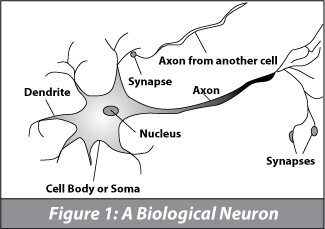 Axon from another cell
Synapse
Dendrite
Axon
Nucleus
Synapses
Cell Body or Soma
Figure 1: A Biological Neuron